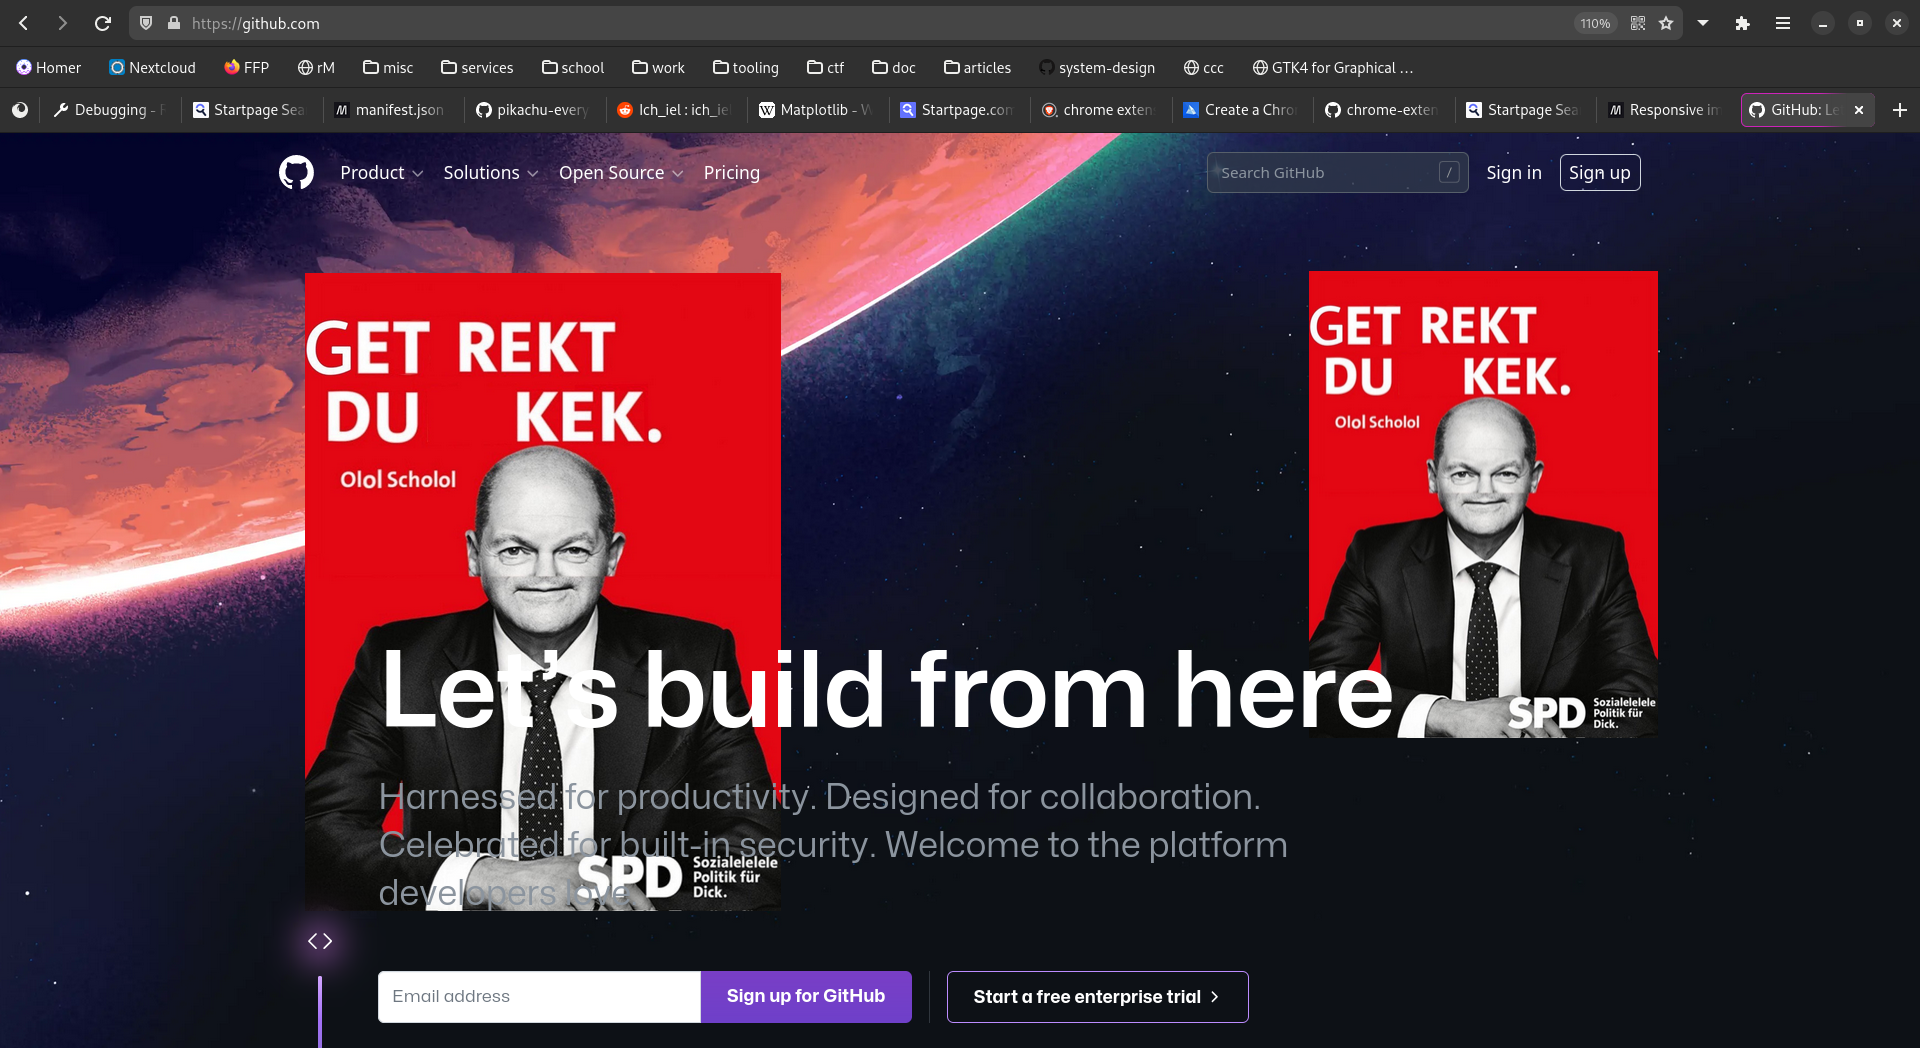 https://github.com
110%
Homer
Nextcloud
FFP
rM
misc
services
school
work
tooling
ctf
doc
articles
system-design
ccc
GTK4 for Graphical ...
Debugging - R
Startpage Sea
manifest.json
pikachu-every
Ich_iel : ich_ie
Matplotlib - W
Startpage.com
chrome exten
Create a Chro
chrome-exten
Startpage Sea
Responsive im
GitHub: Le
Product
Solutions
Open Source
Pricing
Search GitHub
/
Sign in
Sign up
GET REKT
DU KEK.
Olol Scholol
GET REKT
DU KEK.
Olol Scholol
Let's build from here
SPD
Sozialelelele
Politik für
Dick.
Harnessed for productivity. Designed for collaboration.
Celebrated for built-in security. Welcome to the platform
developers love.
SPD
Sozialelelele
Politik für
Dick.
Email address
Sign up for GitHub
Start a free enterprise trial